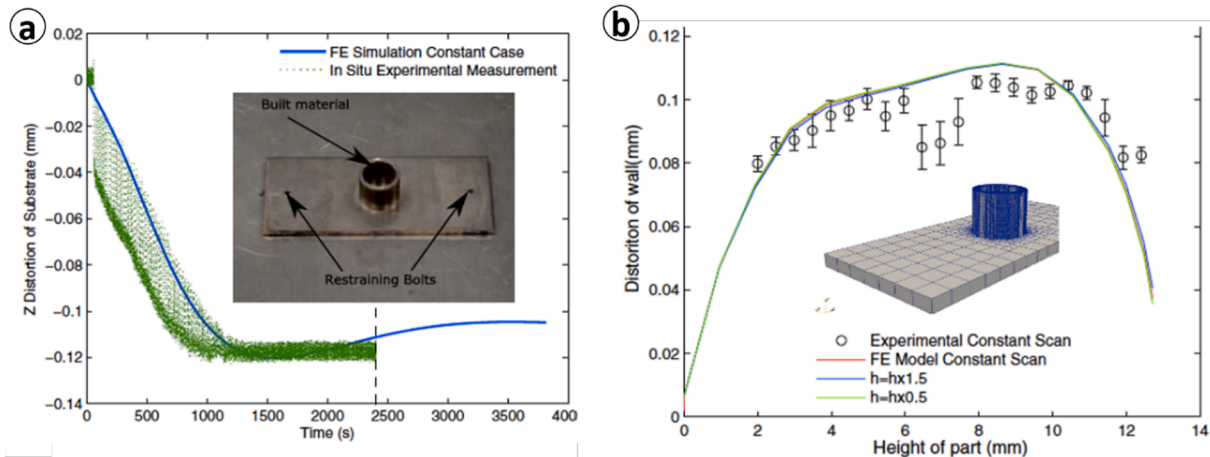 a
0.02
0
−0.02
−0.04
−0.06
−0.08
−0.1
−0.12
−0.14
Z Distortion of Substrate (mm)
FE Simulation Constant Case
In Situ Experimental Measurement
Built material
Restraining Bolts
0 500 1000 1500 2000 2500 3000 3500 400
Time (s)
b
0.12
0.1
0.08
0.06
0.04
0.02
0
Distoriton of wall(mm)
Experimental Constant Scan
FE Model Constant Scan
h=hx1.5
h=hx0.5
0 2 4 6 8 10 12 14
Height of part (mm)